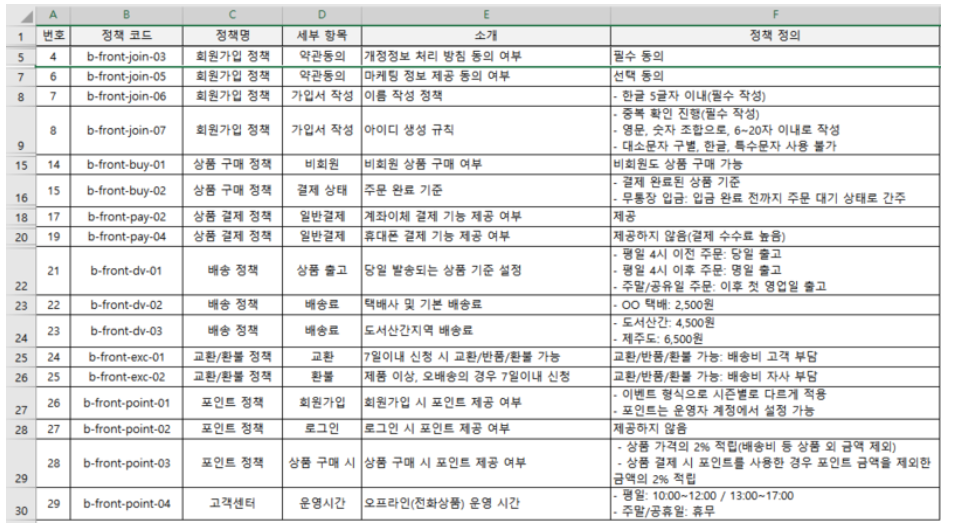 A B C D E F
1 번호 정책 코드 정책명 세부 항목 소개 정책 정의
5 4 b-front-join-03 회원가입 정책 약관동의 개정정보 처리 방침 동의 여부 필수 동의
7 6 b-front-join-05 회원가입 정책 약관동의 마케팅 정보 제공 동의 여부 선택 동의
8 7 b-front-join-06 회원가입 정책 가입서 작성 이름 작성 정책 - 한글 5글자 이내(필수 작성)
9 8 b-front-join-07 회원가입 정책 가입서 작성 아이디 생성 규칙 - 중복 확인 진행(필수 작성)
- 영문, 숫자 조합으로, 6~20자 이내로 작성
- 대소문자 구별, 한글, 특수문자 사용 불가
15 14 b-front-buy-01 상품 구매 정책 비회원 비회원 상품 구매 여부 비회원도 상품 구매 가능
16 15 b-front-buy-02 상품 구매 정책 결제 상태 주문 완료 기준 - 결제 완료된 상품 기준
- 무통장 입금: 입금 완료 전까지 주문 대기 상태로 간주
18 17 b-front-pay-02 상품 결제 정책 일반결제 계좌이체 결제 기능 제공 여부 제공
20 19 b-front-pay-04 상품 결제 정책 일반결제 휴대폰 결제 기능 제공 여부 제공하지 않음(결제 수수료 높음)
22 21 b-front-dv-01 배송 정책 상품 출고 당일 발송되는 상품 기준 설정 - 평일 4시 이전 주문: 당일 출고
- 평일 4시 이후 주문: 명일 출고
- 주말/공유일 주문: 이후 첫 영업일 출고
23 22 b-front-dv-02 배송 정책 배송료 택배사 및 기본 배송료 - OO 택배: 2,500원
24 23 b-front-dv-03 배송 정책 배송료 도서산간지역 배송료 - 도서산간: 4,500원
- 제주도: 6,500원
25 24 b-front-exc-01 교환/환불 정책 교환 7일이내 신청 시 교환/반품/환불 가능 교환/반품/환불 가능: 배송비 고객 부담
26 25 b-front-exc-02 교환/환불 정책 환불 제품 이상, 오배송의 경우 7일이내 신청 교환/반품/환불 가능: 배송비 자사 부담
27 26 b-front-point-01 포인트 정책 회원가입 회원가입 시 포인트 제공 여부 - 이벤트 형식으로 시즌별로 다르게 적용
- 포인트는 운영자 계정에서 설정 가능
28 27 b-front-point-02 포인트 정책 로그인 로그인 시 포인트 제공 여부 제공하지 않음
29 28 b-front-point-03 포인트 정책 상품 구매 시 상품 구매 시 포인트 제공 여부 - 상품 가격의 2% 적립(배송비 등 상품 외 금액 제외)
- 상품 결제 시 포인트를 사용한 경우 포인트 금액을 제외한
금액의 2% 적립
30 29 b-front-point-04 고객센터 운영시간 오프라인(전화상품) 운영 시간 - 평일: 10:00~12:00 / 13:00~17:00
- 주말/공휴일: 휴무